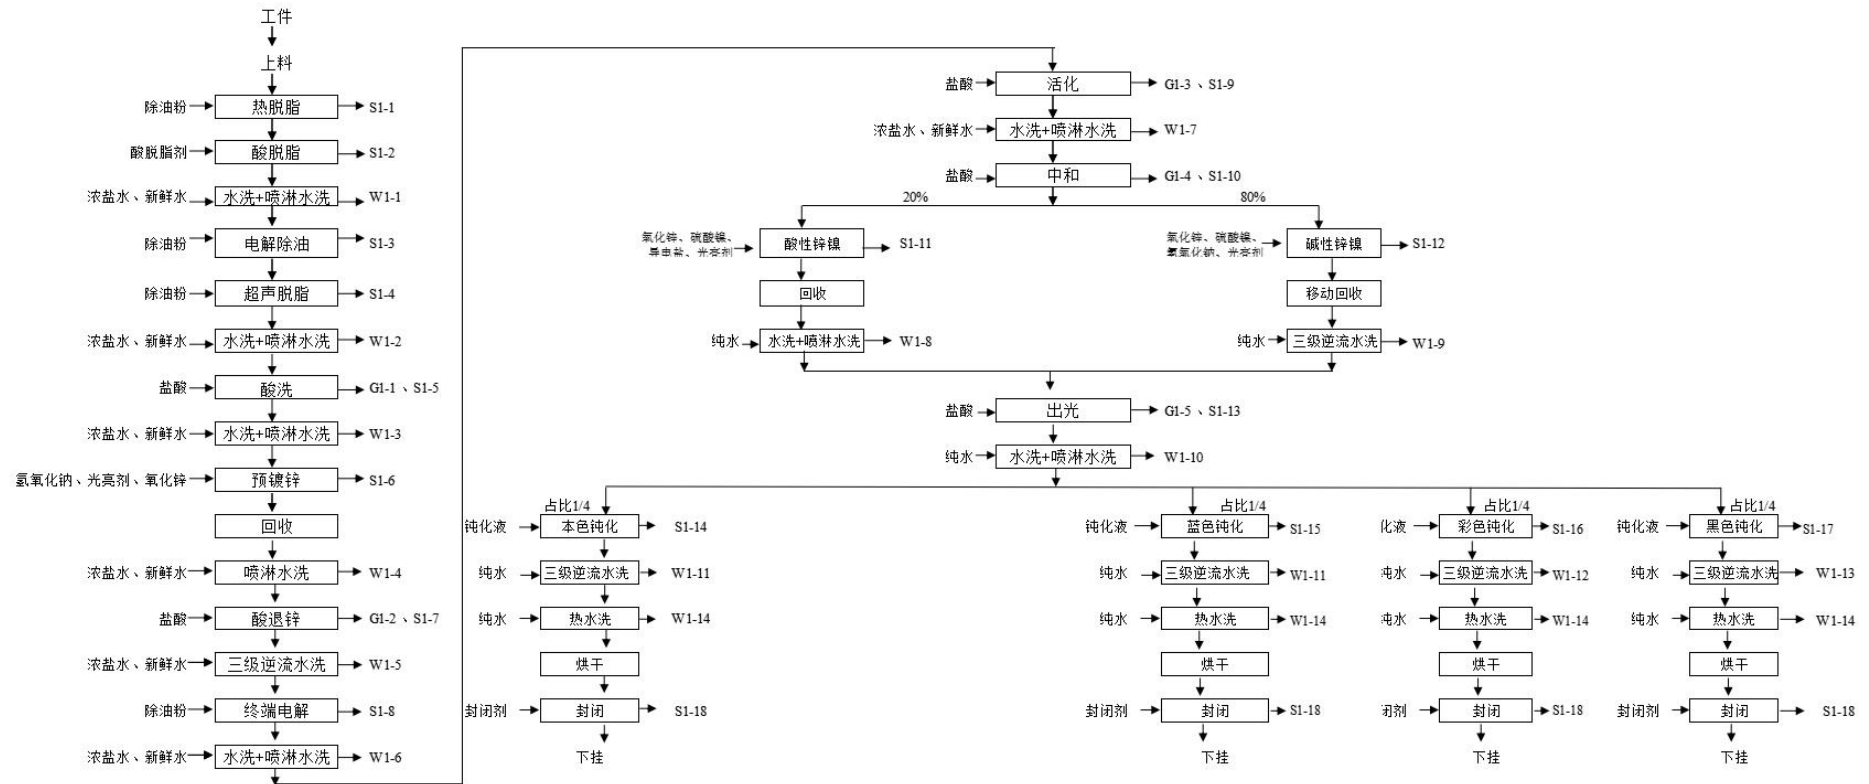 工件
上料
除油粉 热脱脂 S1-1
酸脱脂剂 酸脱脂 S1-2
浓盐水、新鲜水 水洗+喷淋水洗 W1-1
除油粉 电解除油 S1-3
除油粉 超声脱脂 S1-4
浓盐水、新鲜水 水洗+喷淋水洗 W1-2
盐酸 酸洗 G1-1、S1-5
浓盐水、新鲜水 水洗+喷淋水洗 W1-3
氢氧化钠、光亮剂、氧化锌 预镀锌 S1-6
回收
浓盐水、新鲜水 喷淋水洗 W1-4
盐酸 酸退锌 G1-2、S1-7
浓盐水、新鲜水 三级逆流水洗 W1-5
除油粉 终端电解 S1-8
浓盐水、新鲜水 水洗+喷淋水洗 W1-6
盐酸 活化 G1-3、S1-9
浓盐水、新鲜水 水洗+喷淋水洗 W1-7
盐酸 中和 G1-4、S1-10
20% 80%
氧化锌、硫酸镍、
导电盐、光亮剂
酸性锌镍 S1-11
氧化锌、硫酸镍、
氢氧化钠、光亮剂
碱性锌镍 S1-12
回收 移动回收
纯水 水洗+喷淋水洗 W1-8 纯水 三级逆流水洗 W1-9
盐酸 出光 G1-5、S1-13
纯水 水洗+喷淋水洗 W1-10
占比1/4 占比1/4 占比1/4 占比1/4
钝化液 本色钝化 S1-14 钝化液 蓝色钝化 S1-15 化液 彩色钝化 S1-16 钝化液 黑色钝化 S1-17
纯水 三级逆流水洗 W1-11 纯水 三级逆流水洗 W1-11 纯水 三级逆流水洗 W1-12 纯水 三级逆流水洗 W1-13
纯水 热水洗 W1-14 纯水 热水洗 W1-14 纯水 热水洗 W1-14 纯水 热水洗 W1-14
烘干 烘干 烘干 烘干
封闭剂 封闭 S1-18 封闭剂 封闭 S1-18 闭剂 封闭 S1-18 封闭剂 封闭 S1-18
下挂 下挂 下挂 下挂